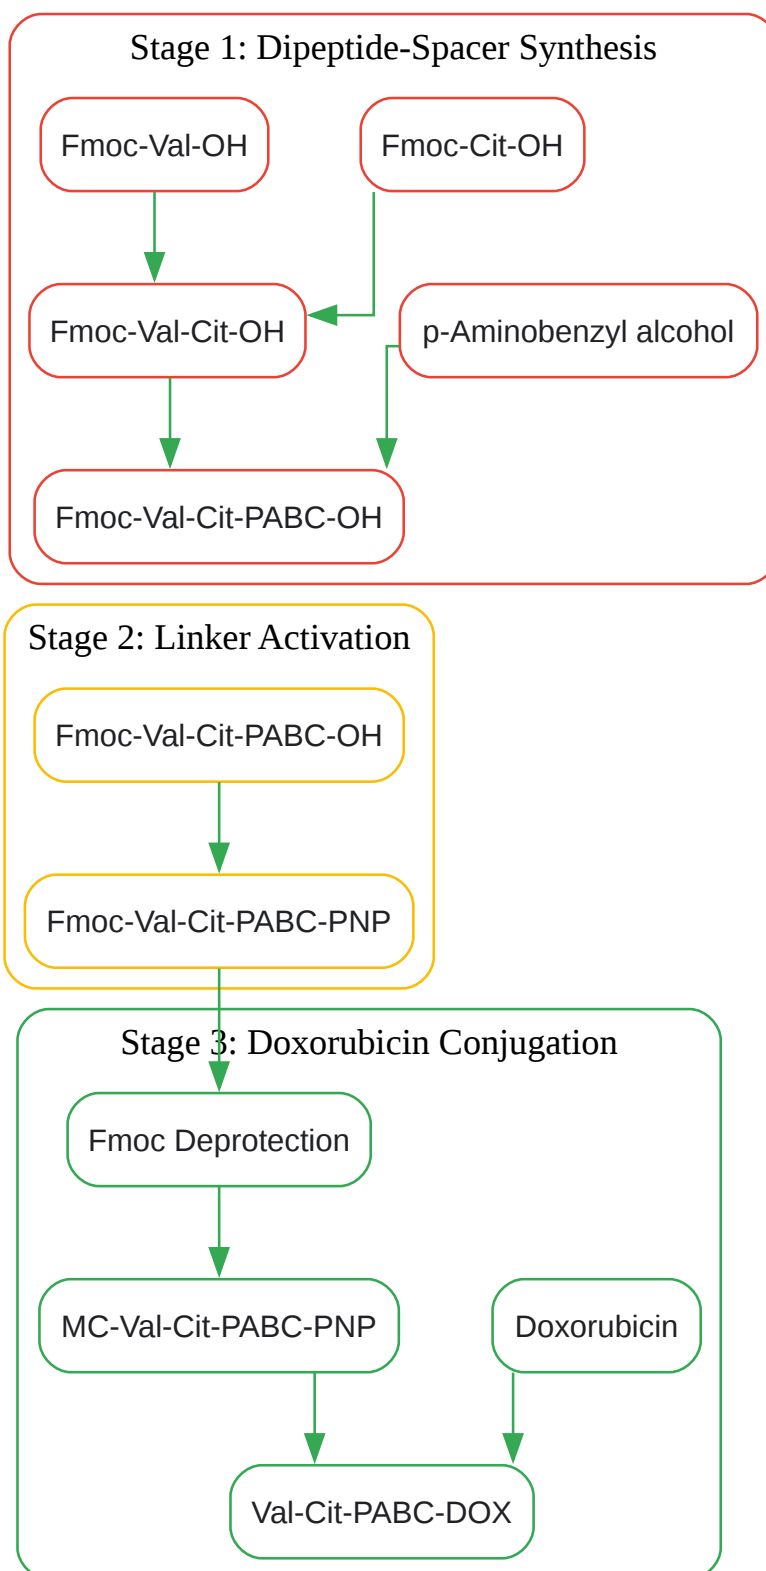 Stage 1: Dipeptide-Spacer Synthesis
Fmoc-Val-OH
Fmoc-Cit-OH
Fmoc-Val-Cit-OH
p-Aminobenzyl alcohol
Fmoc-Val-Cit-PABC-OH
Stage 2: Linker Activation
Fmoc-Val-Cit-PABC-OH
Fmoc-Val-Cit-PABC-PNP
Stage 3: Doxorubicin Conjugation
Fmoc Deprotection
MC-Val-Cit-PABC-PNP
Doxorubicin
Val-Cit-PABC-DOX